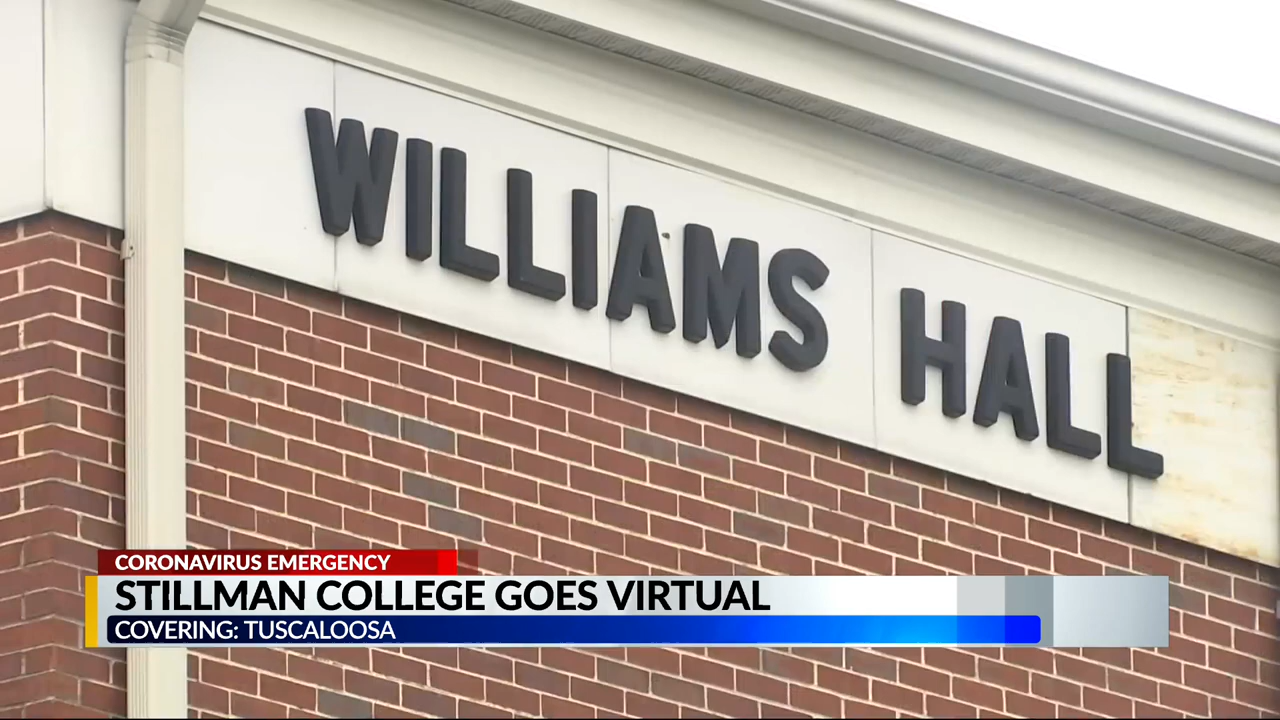 WILLIAMS HALL
CORONAVIRUS EMERGENCY
STILLMAN COLLEGE GOES VIRTUAL
COVERING: TUSCALOOSA